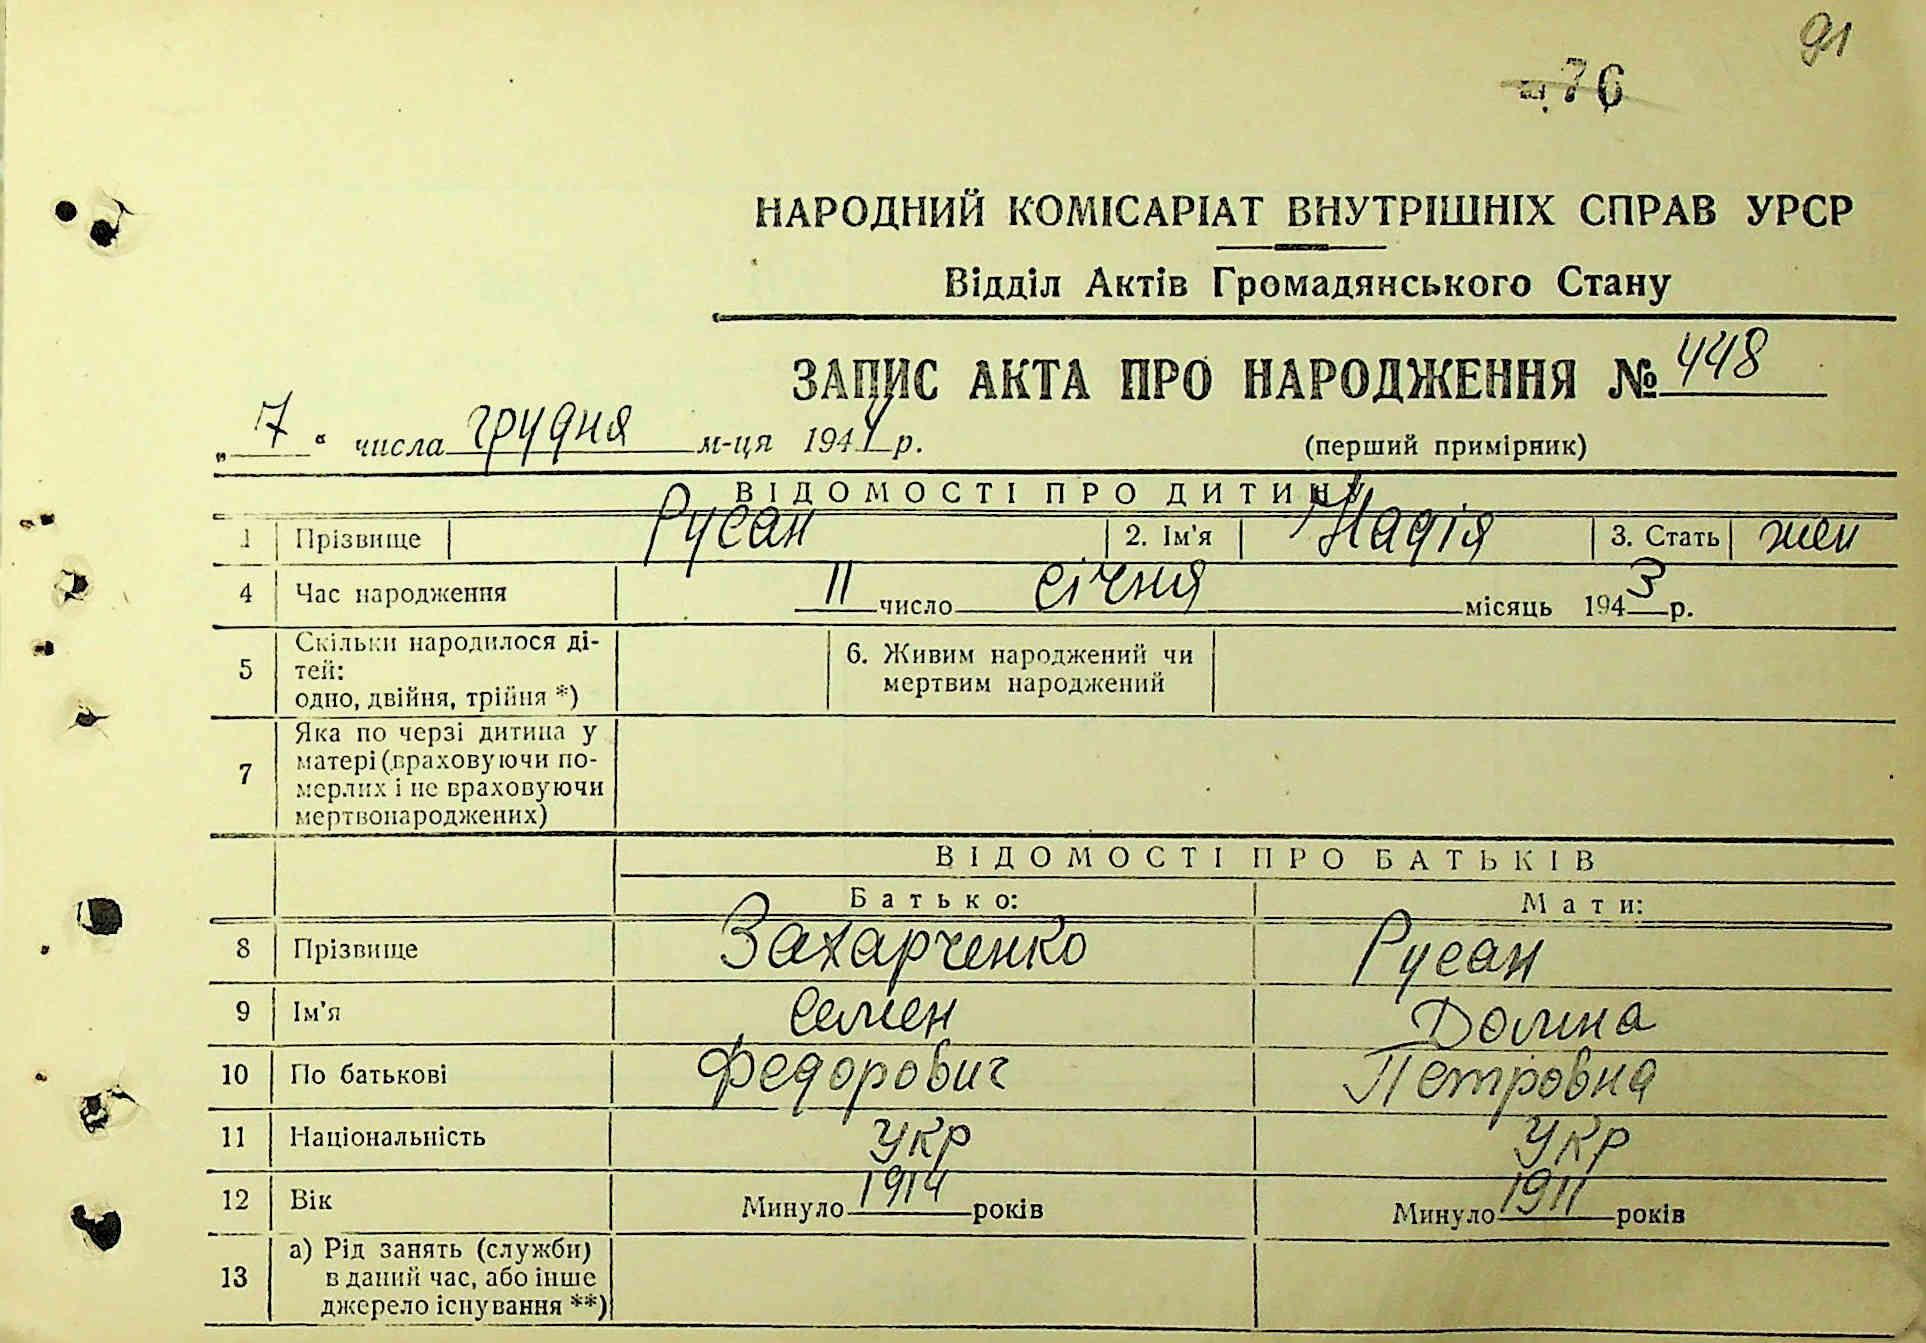 91
76
НАРОДНИЙ КОМІСАРІАТ ВНУТРІШНІХ СПРАВ УРСР
Відділ Актів Громадянського Стану
ЗАПИС АКТА ПРО НАРОДЖЕННЯ № 448
„ 7 “ числа грудня м-ця 1944 р. (перший примірник)
ВІДОМОСТІ ПРО ДИТИНУ
1 Прізвище Русан 2. Ім'я Надія 3. Стать жен
4 Час народження 11 число січня місяць 1943 р.
5 Скільки народилося ді-
тей:
одно, двійня, трійня *)
6. Живим народжений чи
мертвим народжений
7 Яка по черзі дитина у
матері (враховуючи по-
мерлих і не враховуючи
мертвонароджених)
ВІДОМОСТІ ПРО БАТЬКІВ
Батько: Мати:
8 Прізвище Захарченко Русан
9 Ім'я Семен Долина
10 По батькові Федорович Петровна
11 Національність укр укр
12 Вік Минуло 1914 років Минуло 1911 років
13 а) Рід занять (служби)
в даний час, або інше
джерело існування **)